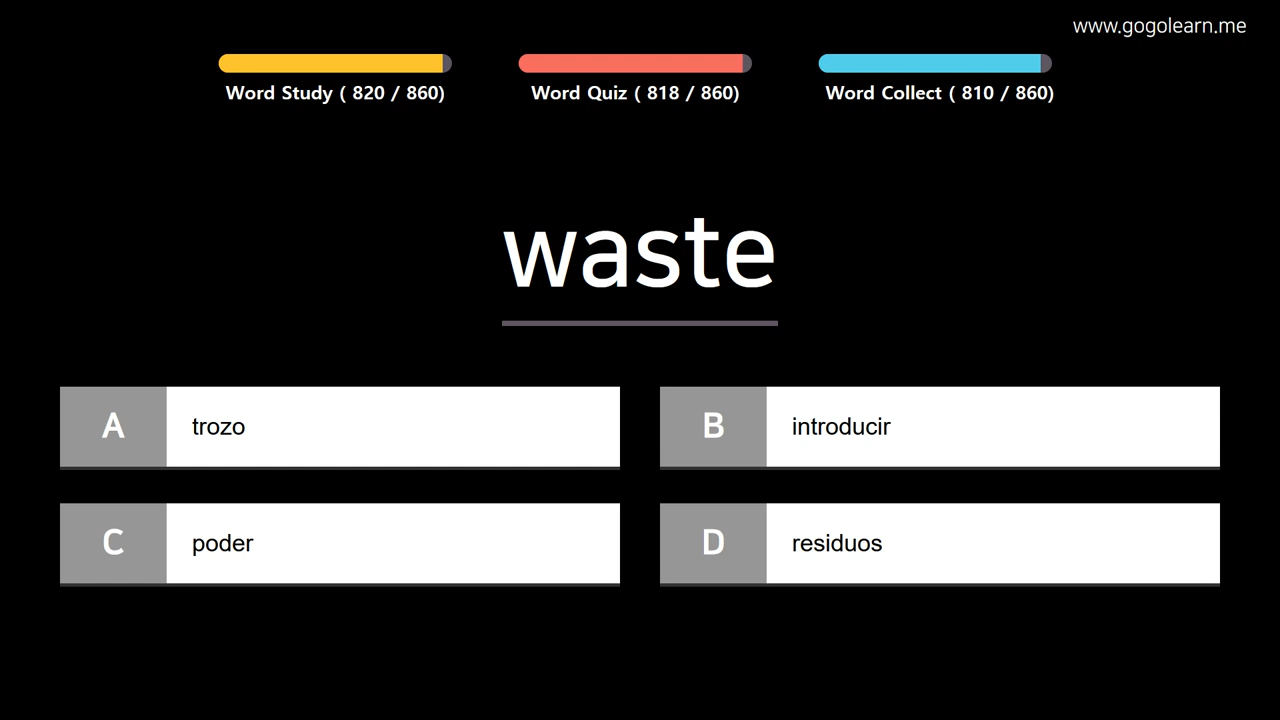 www.gogolearn.me
Word Study ( 820 / 860)
Word Quiz ( 818 / 860)
Word Collect ( 810 / 860)
waste
A
trozo
B
introducir
C
poder
D
residuos